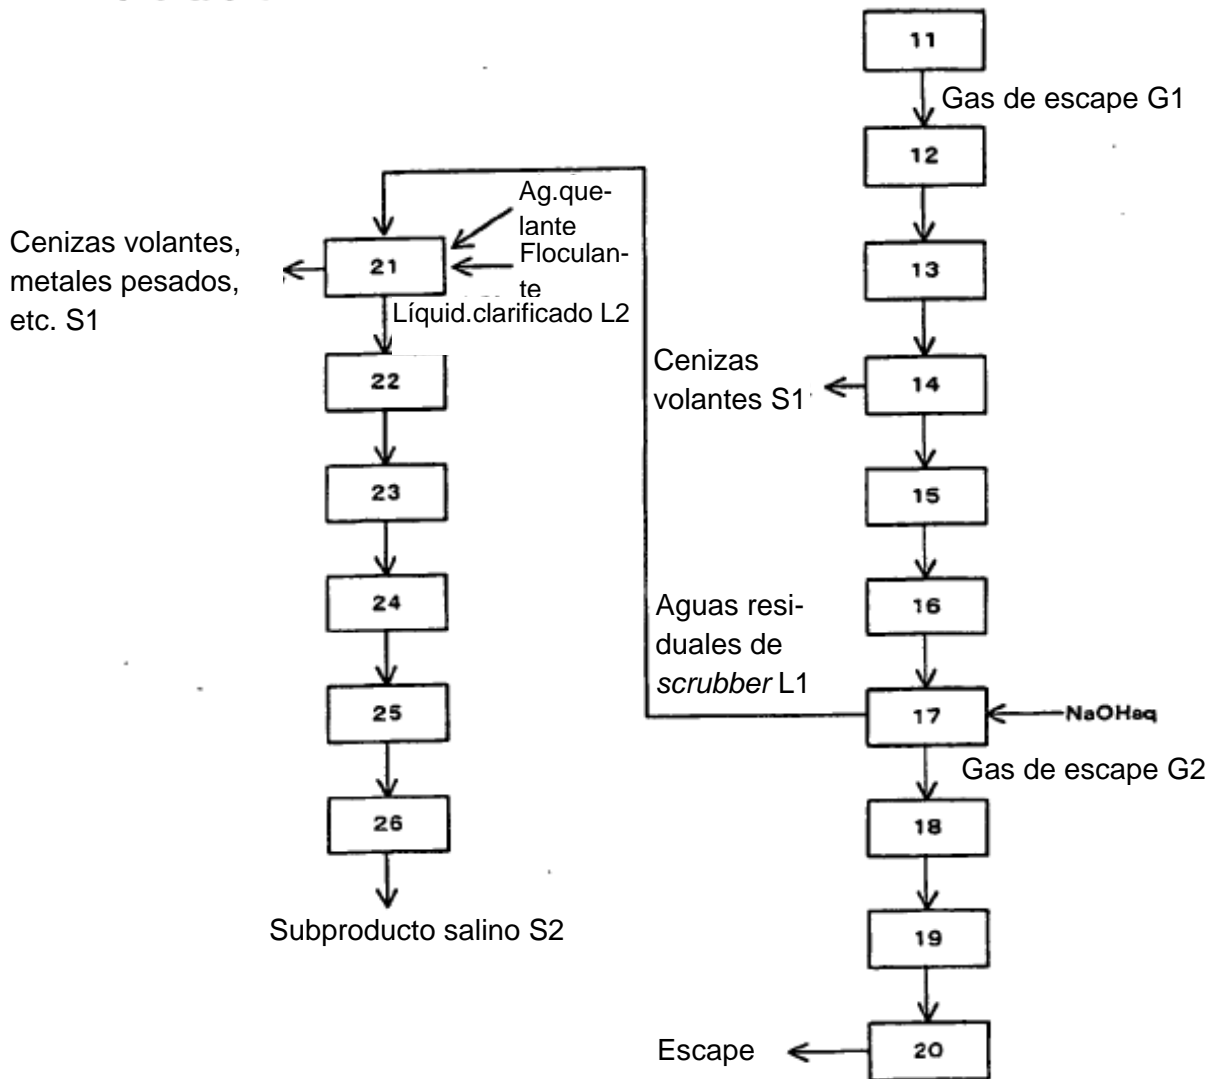 11
Gas de escape G1
12
Ag.que-
lante
Floculan-
te
Cenizas volantes,
metales pesados,
etc. S1
21
13
Líquid.clarificado L2
22
Cenizas
volantes S1
14
23
15
24
Aguas resi-
duales de
scrubber L1
16
25
17
NaOHaq
Gas de escape G2
26
18
Subproducto salino S2
19
Escape
20